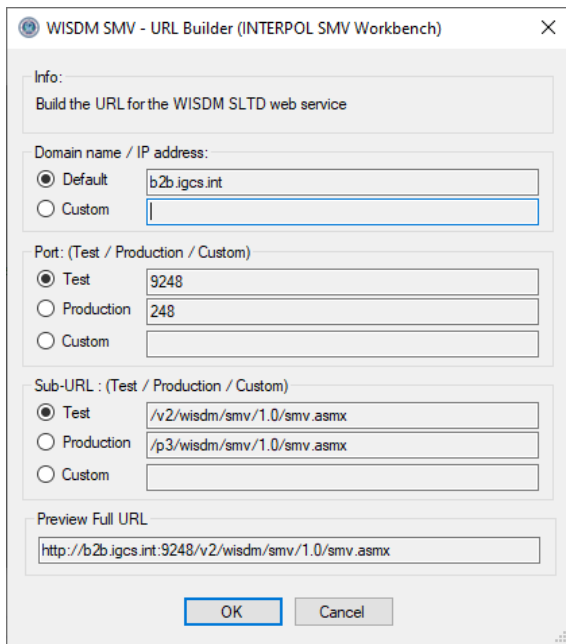 WISDM SMV - URL Builder (INTERPOL SMV Workbench)
Info:
Build the URL for the WISDM SLTD web service
Domain name / IP address:
Default b2b.igcs.int
Custom
Port: (Test / Production / Custom)
Test 9248
Production 248
Custom
Sub-URL : (Test / Production / Custom)
Test /v2/wisdm/smv/1.0/smv.asmx
Production /p3/wisdm/smv/1.0/smv.asmx
Custom
Preview Full URL
http://b2b.igcs.int:9248/v2/wisdm/smv/1.0/smv.asmx
OK Cancel